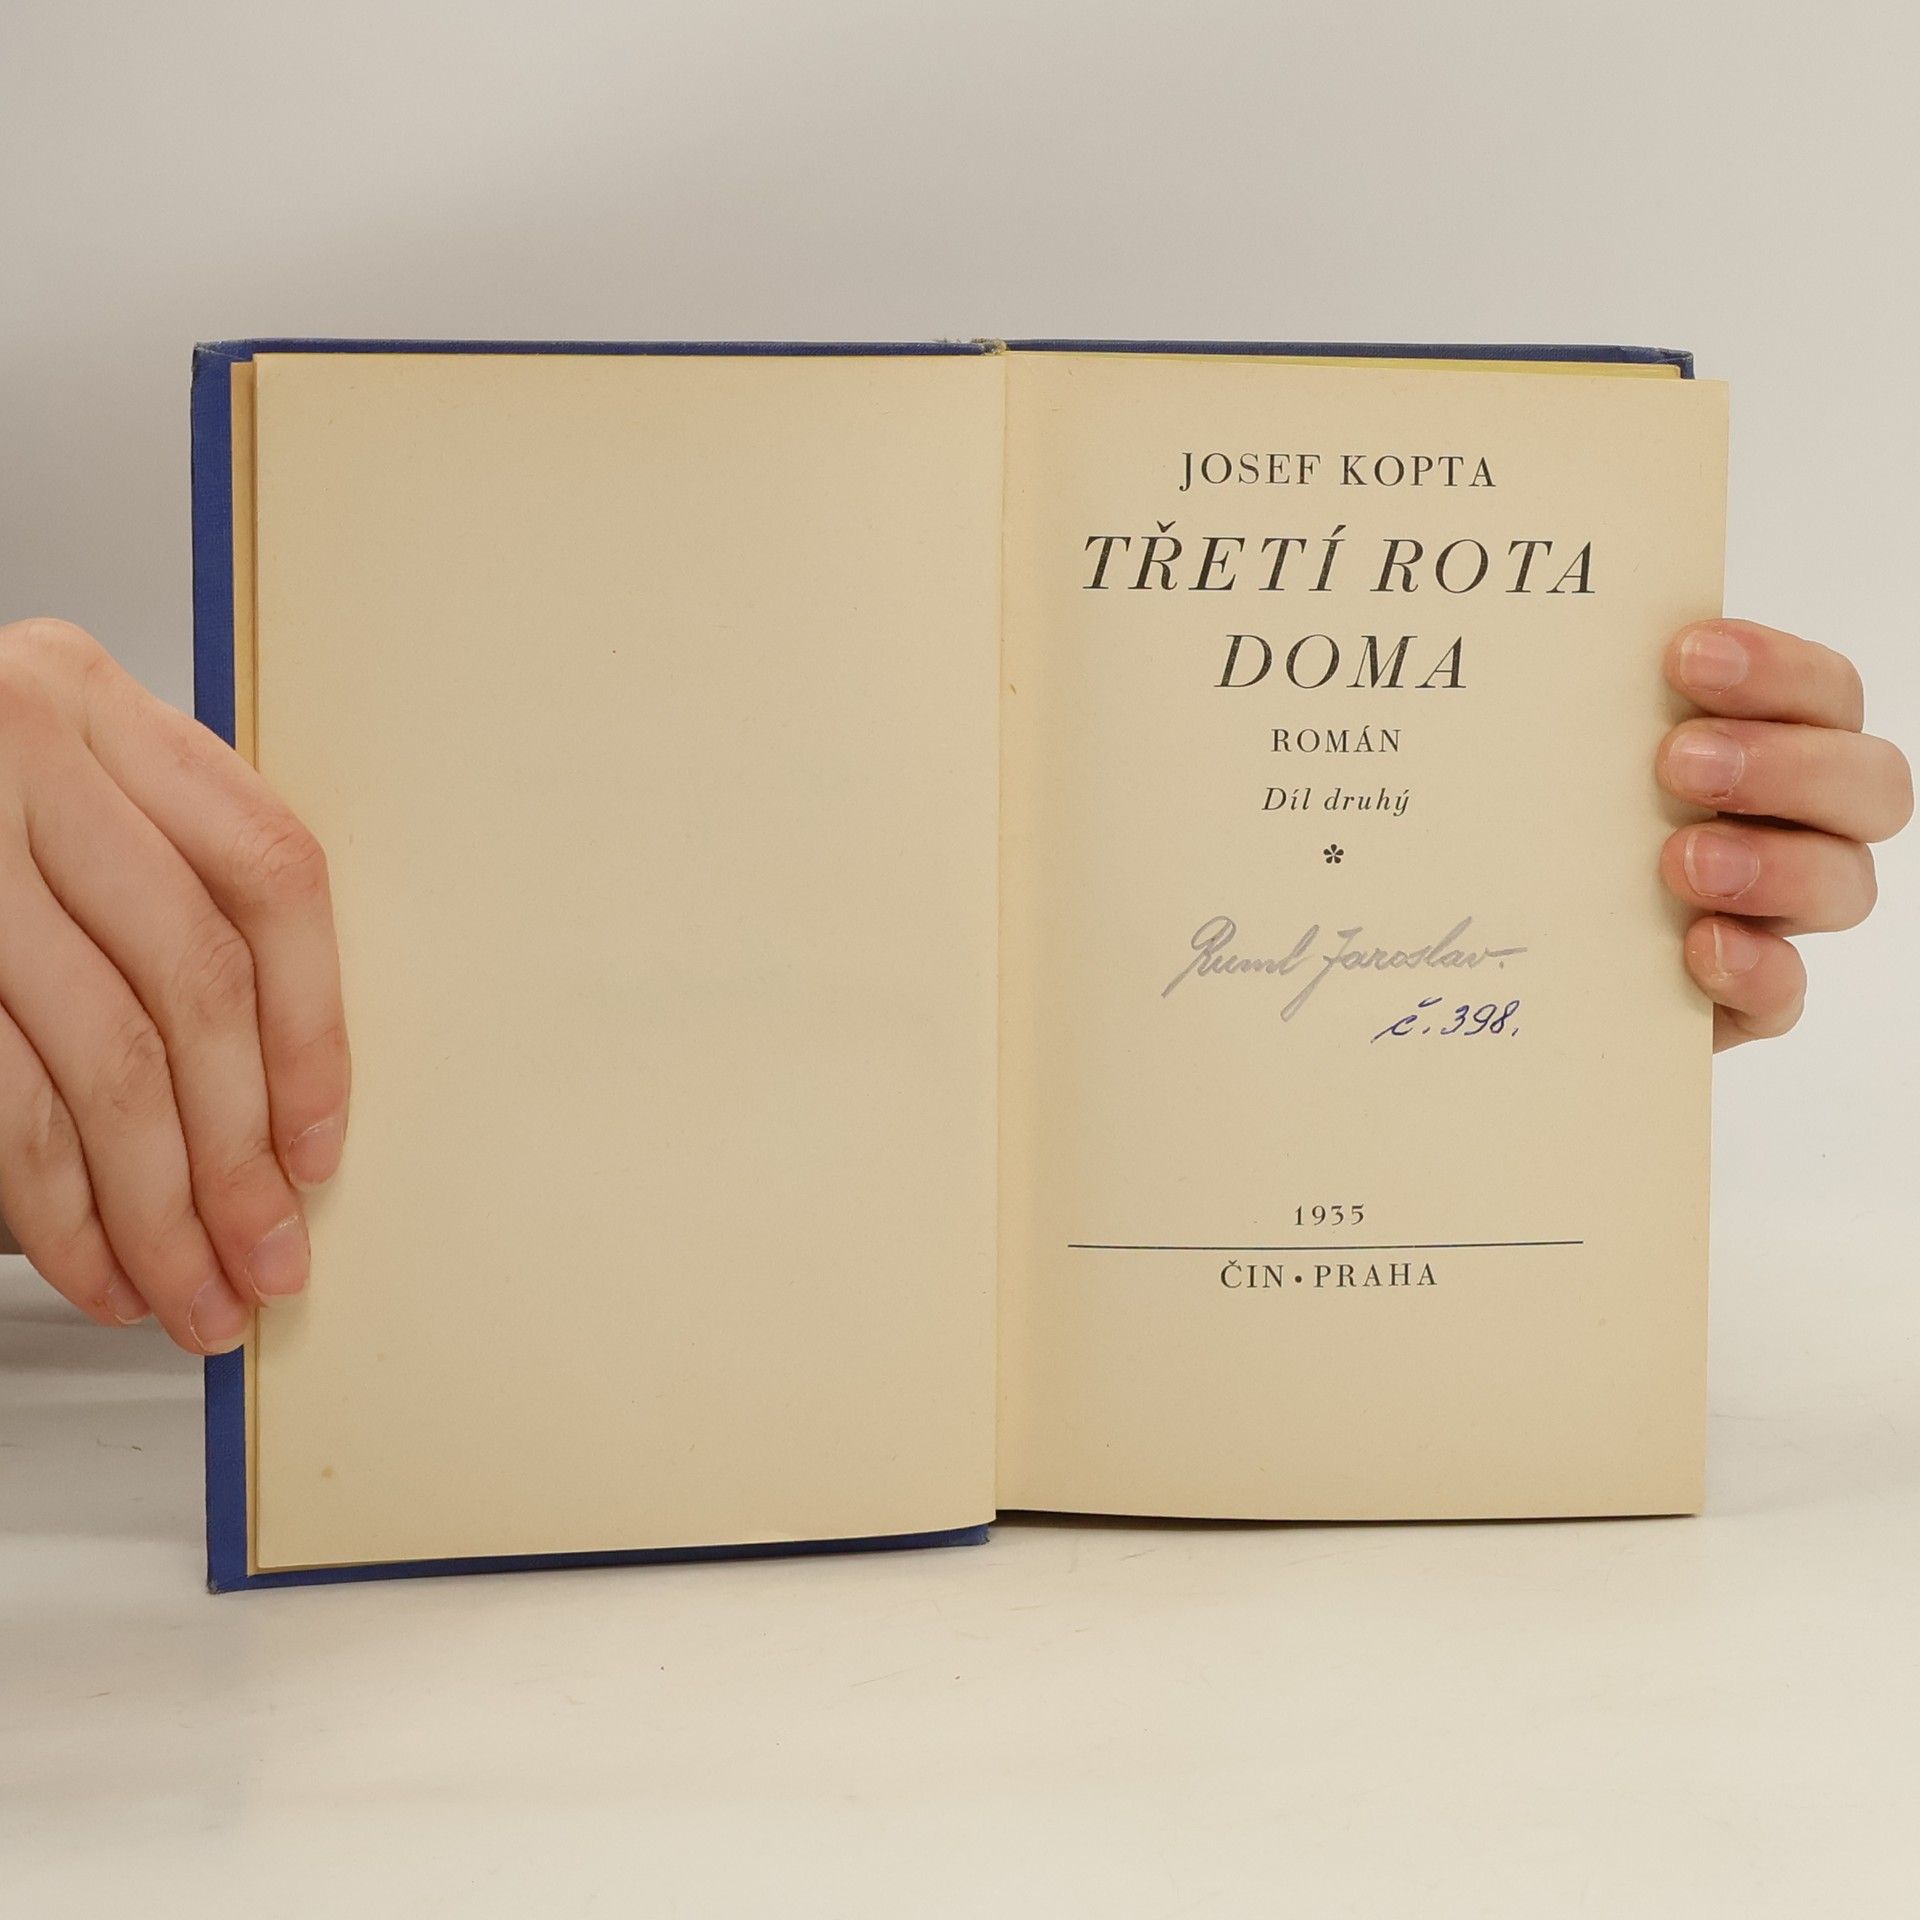 JOSEF KOPTA
TŘETÍ ROTA
DOMA
ROMÁN
Díl druhý
*
Ruml Jaroslav.
č. 398.
1935
ČIN • PRAHA